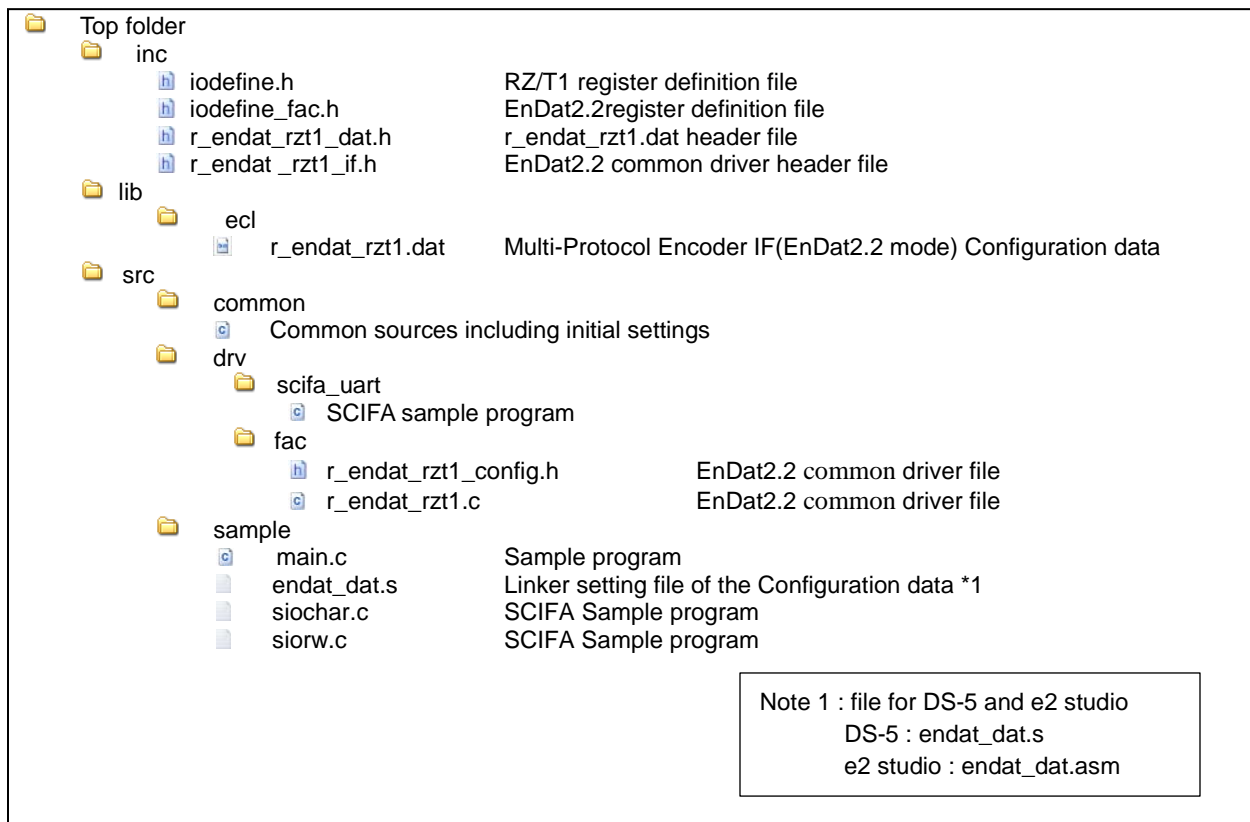 Top folder
inc
iodefine.h RZ/T1 register definition file
iodefine_fac.h EnDat2.2register definition file
r_endat_rzt1_dat.h r_endat_rzt1.dat header file
r_endat _rzt1_if.h EnDat2.2 common driver header file
lib
ecl
r_endat_rzt1.dat Multi-Protocol Encoder IF(EnDat2.2 mode) Configuration data
src
common
Common sources including initial settings
drv
scifa_uart
SCIFA sample program
fac
r_endat_rzt1_config.h EnDat2.2 common driver file
r_endat_rzt1.c EnDat2.2 common driver file
sample
main.c Sample program
endat_dat.s Linker setting file of the Configuration data *1
siochar.c SCIFA Sample program
siorw.c SCIFA Sample program
Note 1 : file for DS-5 and e2 studio
DS-5 : endat_dat.s
e2 studio : endat_dat.asm